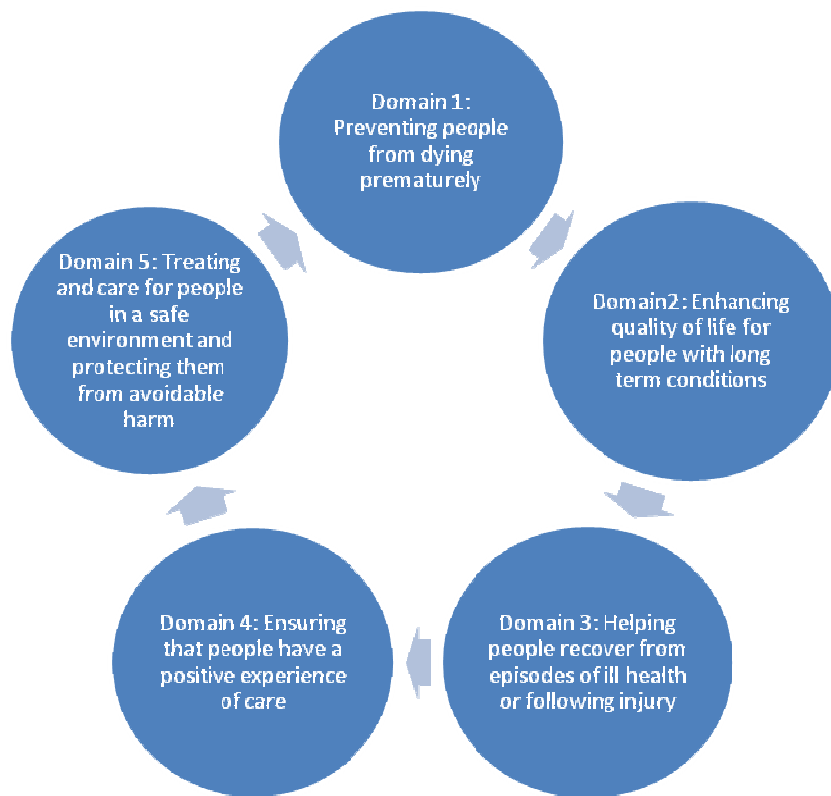 Domain 1:
Preventing people
from dying
prematurely
Domain2: Enhancing
quality of life for
people with long
term conditions
Domain 3: Helping
people recover from
episodes of ill health
or following injury
Domain 4: Ensuring
that people have a
positive experience
of care
Domain 5: Treating
and care for people
in a safe
environment and
protecting them
from avoidable
harm